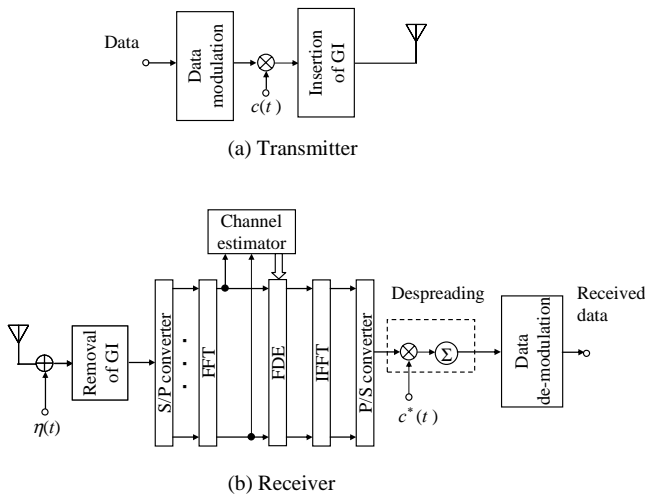 Data
Data
modulation
c(t)
Insertion
of GI
(a) Transmitter
Channel
estimator
η(t)
Removal
of GI
S/P converter
FFT
FDE
IFFT
P/S converter
Despreading
Σ
c*(t)
Data
de-modulation
Received
data
(b) Receiver